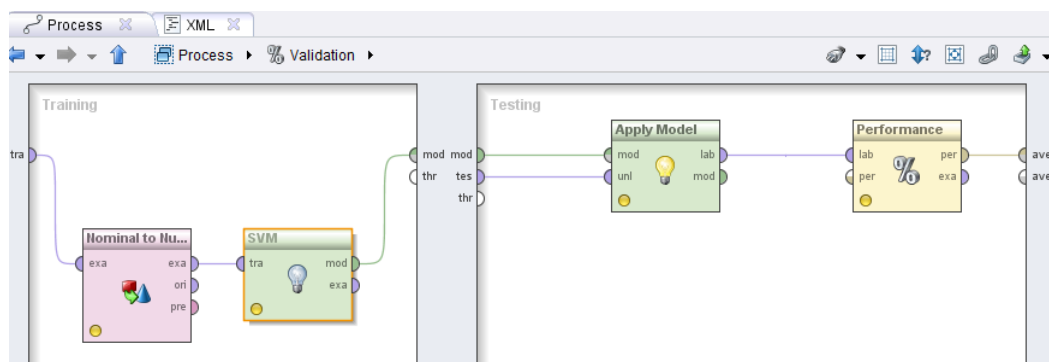 Process XML
Process Validation
Training
Testing
tra
mod
thr
mod
tes
thr
Nominal to Nu...
exa exa
ori
pre
SVM
tra mod
exa
Apply Model
mod lab
unl mod
Performance
% 
lab per
per exa
ave
ave